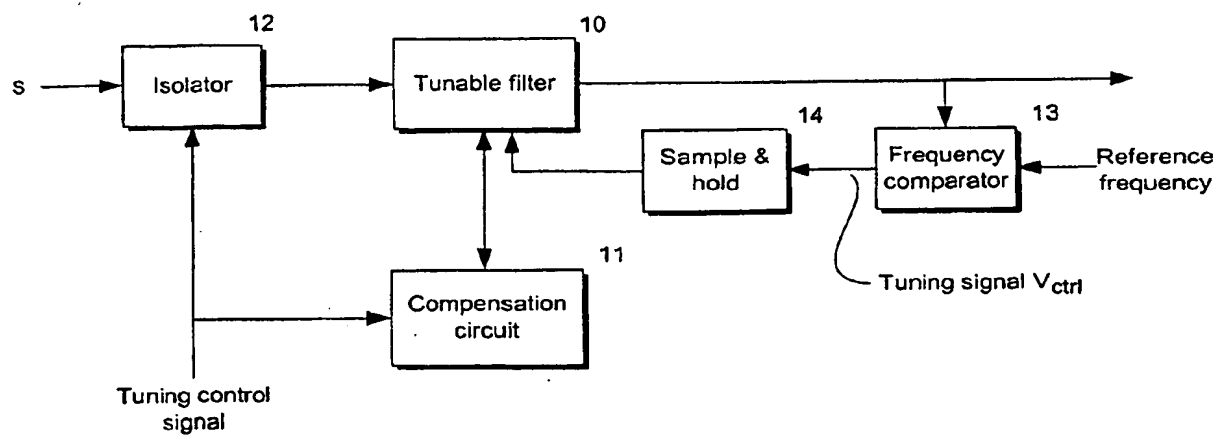 12
10
S
Isolator
Tunable filter
14
13
Sample &
hold
Frequency
comparator
Reference
frequency
11
Tuning signal Vctrl
Compensation
circuit
Tuning control
signal